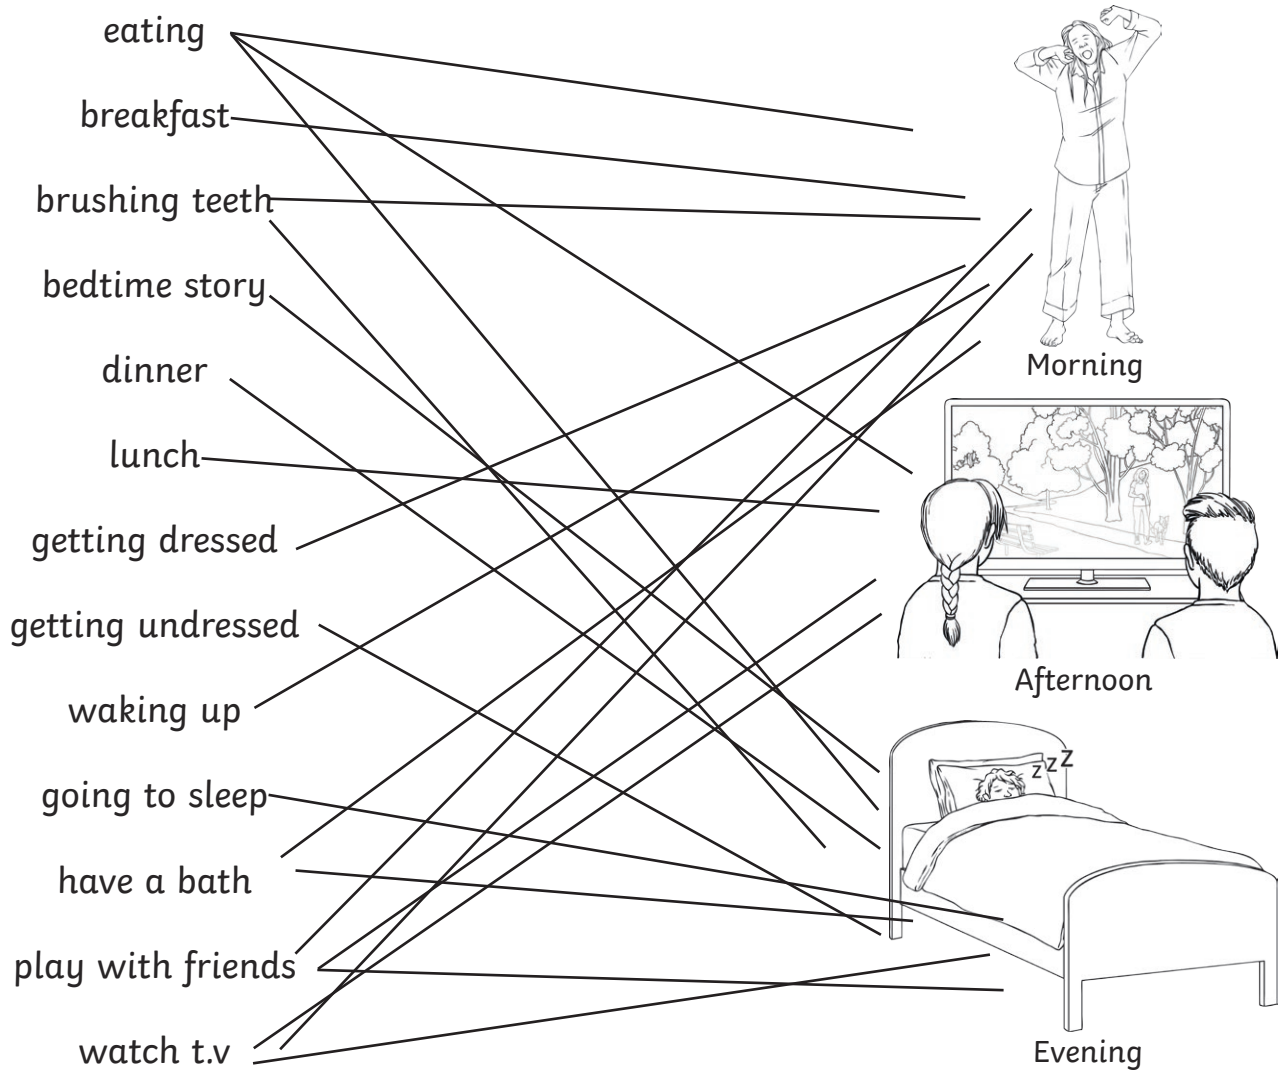 eating
breakfast
brushing teeth
bedtime story
dinner
lunch
getting dressed
getting undressed
waking up
going to sleep
have a bath
play with friends
watch t.v
Morning
Afternoon
z z z
Evening